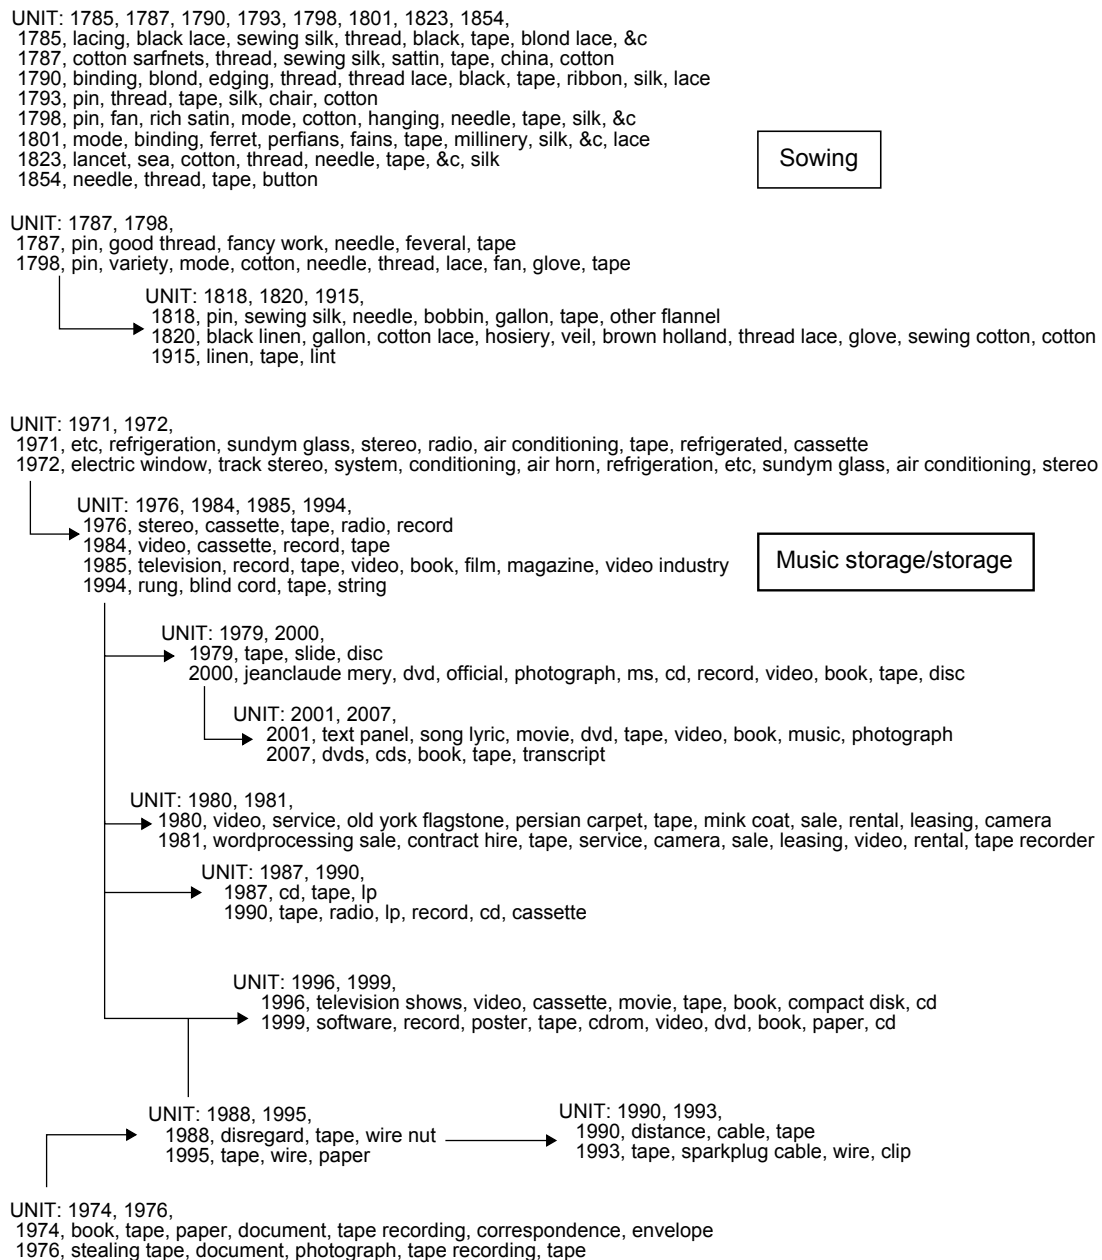 UNIT: 1785, 1787, 1790, 1793, 1798, 1801, 1823, 1854,
1785, lacing, black lace, sewing silk, thread, black, tape, blond lace, &c
1787, cotton sarfnets, thread, sewing silk, sattin, tape, china, cotton
1790, binding, blond, edging, thread, thread lace, black, tape, ribbon, silk, lace
1793, pin, thread, tape, silk, chair, cotton
1798, pin, fan, rich satin, mode, cotton, hanging, needle, tape, silk, &c
1801, mode, binding, ferret, perfians, fains, tape, millinery, silk, &c, lace
1823, lancet, sea, cotton, thread, needle, tape, &c, silk
1854, needle, thread, tape, button
Sowing
UNIT: 1787, 1798,
1787, pin, good thread, fancy work, needle, feveral, tape
1798, pin, variety, mode, cotton, needle, thread, lace, fan, glove, tape
UNIT: 1818, 1820, 1915,
1818, pin, sewing silk, needle, bobbin, gallon, tape, other flannel
1820, black linen, gallon, cotton lace, hosiery, veil, brown holland, thread lace, glove, sewing cotton, cotton
1915, linen, tape, lint
UNIT: 1971, 1972,
1971, etc, refrigeration, sundym glass, stereo, radio, air conditioning, tape, refrigerated, cassette
1972, electric window, track stereo, system, conditioning, air horn, refrigeration, etc, sundym glass, air conditioning, stereo
UNIT: 1976, 1984, 1985, 1994,
1976, stereo, cassette, tape, radio, record
1984, video, cassette, record, tape
1985, television, record, tape, video, book, film, magazine, video industry
1994, rung, blind cord, tape, string
Music storage/storage
UNIT: 1979, 2000,
1979, tape, slide, disc
2000, jeanclaude mery, dvd, official, photograph, ms, cd, record, video, book, tape, disc
UNIT: 2001, 2007,
2001, text panel, song lyric, movie, dvd, tape, video, book, music, photograph
2007, dvds, cds, book, tape, transcript
UNIT: 1980, 1981,
1980, video, service, old york flagstone, persian carpet, tape, mink coat, sale, rental, leasing, camera
1981, wordprocessing sale, contract hire, tape, service, camera, sale, leasing, video, rental, tape recorder
UNIT: 1987, 1990,
1987, cd, tape, lp
1990, tape, radio, lp, record, cd, cassette
UNIT: 1996, 1999,
1996, television shows, video, cassette, movie, tape, book, compact disk, cd
1999, software, record, poster, tape, cdrom, video, dvd, book, paper, cd
UNIT: 1988, 1995,
1988, disregard, tape, wire nut
1995, tape, wire, paper
UNIT: 1990, 1993,
1990, distance, cable, tape
1993, tape, sparkplug cable, wire, clip
UNIT: 1974, 1976,
1974, book, tape, paper, document, tape recording, correspondence, envelope
1976, stealing tape, document, photograph, tape recording, tape